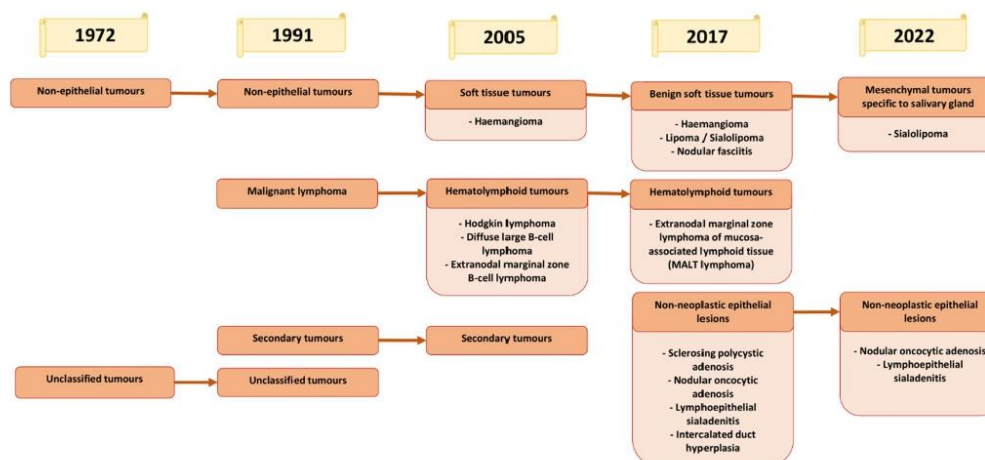 1972
1991
2005
2017
2022
Non-epithelial tumours
Non-epithelial tumours
Soft tissue tumours
- Haemangioma
Benign soft tissue tumours
- Haemangioma
- Lipoma / Sialolipoma
- Nodular fasciitis
Mesenchymal tumours
specific to salivary gland
- Sialolipoma
Malignant lymphoma
Hematolymphoid tumours
- Hodgkin lymphoma
- Diffuse large B-cell
lymphoma
- Extranodal marginal zone
B-cell lymphoma
Hematolymphoid tumours
- Extranodal marginal zone
lymphoma of mucosa-
associated lymphoid tissue
(MALT lymphoma)
Non-neoplastic epithelial
lesions
- Sclerosing polycystic
adenosis
- Nodular oncocytic
adenosis
- Lymphoepithelial
sialadenitis
- Intercalated duct
hyperplasia
Non-neoplastic epithelial
lesions
- Nodular oncocytic adenosis
- Lymphoepithelial
sialadenitis
Secondary tumours
Secondary tumours
Unclassified tumours
Unclassified tumours